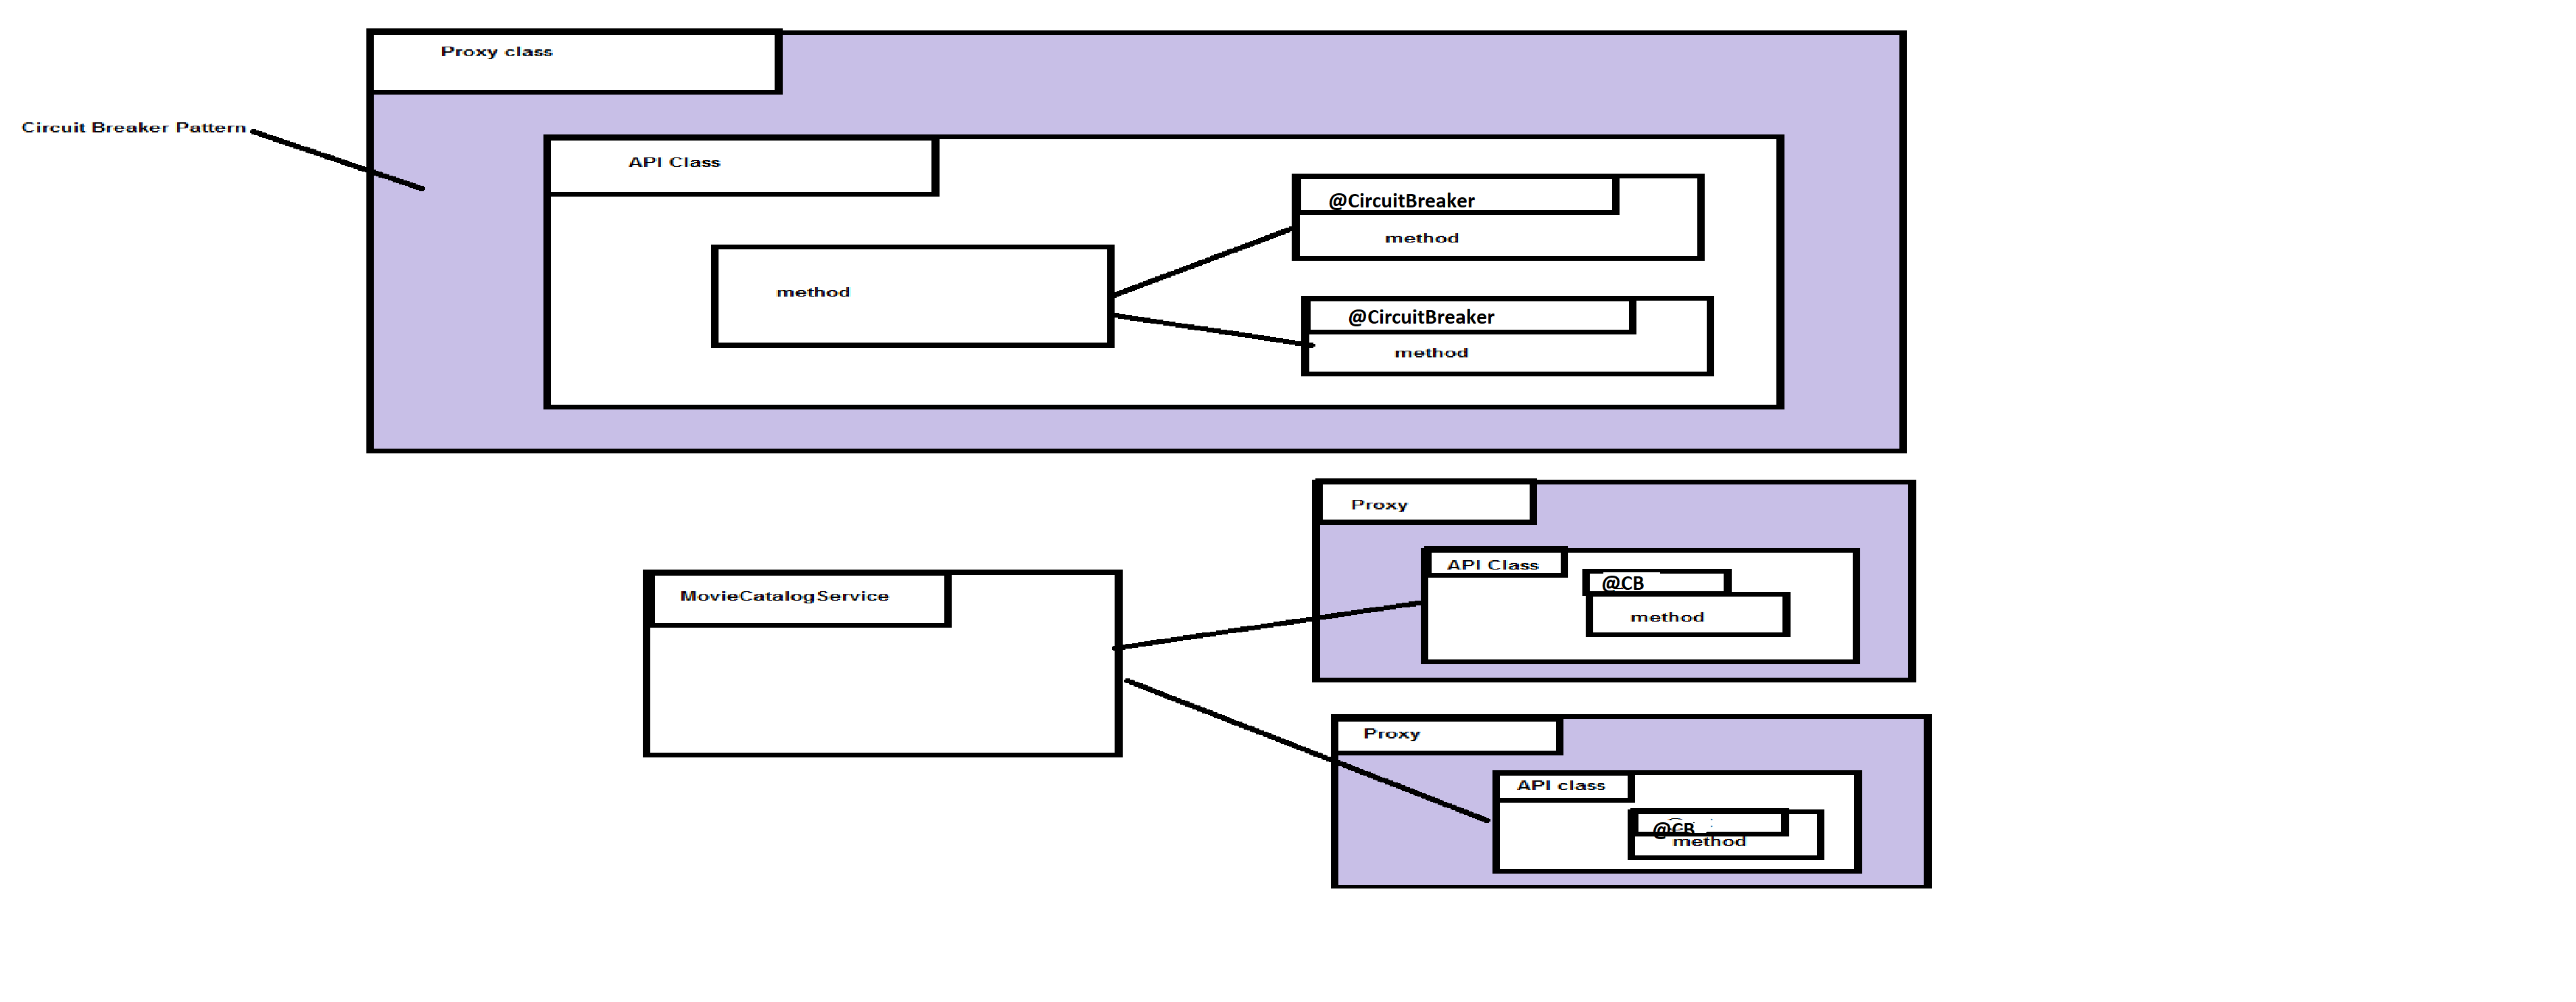 Proxy class
Circuit Breaker Pattern
API Class
@CircuitBreaker
method
method
@CircuitBreaker
method
Proxy
API Class
@CB
method
MovieCatalogService
Proxy
API class
@CB
method